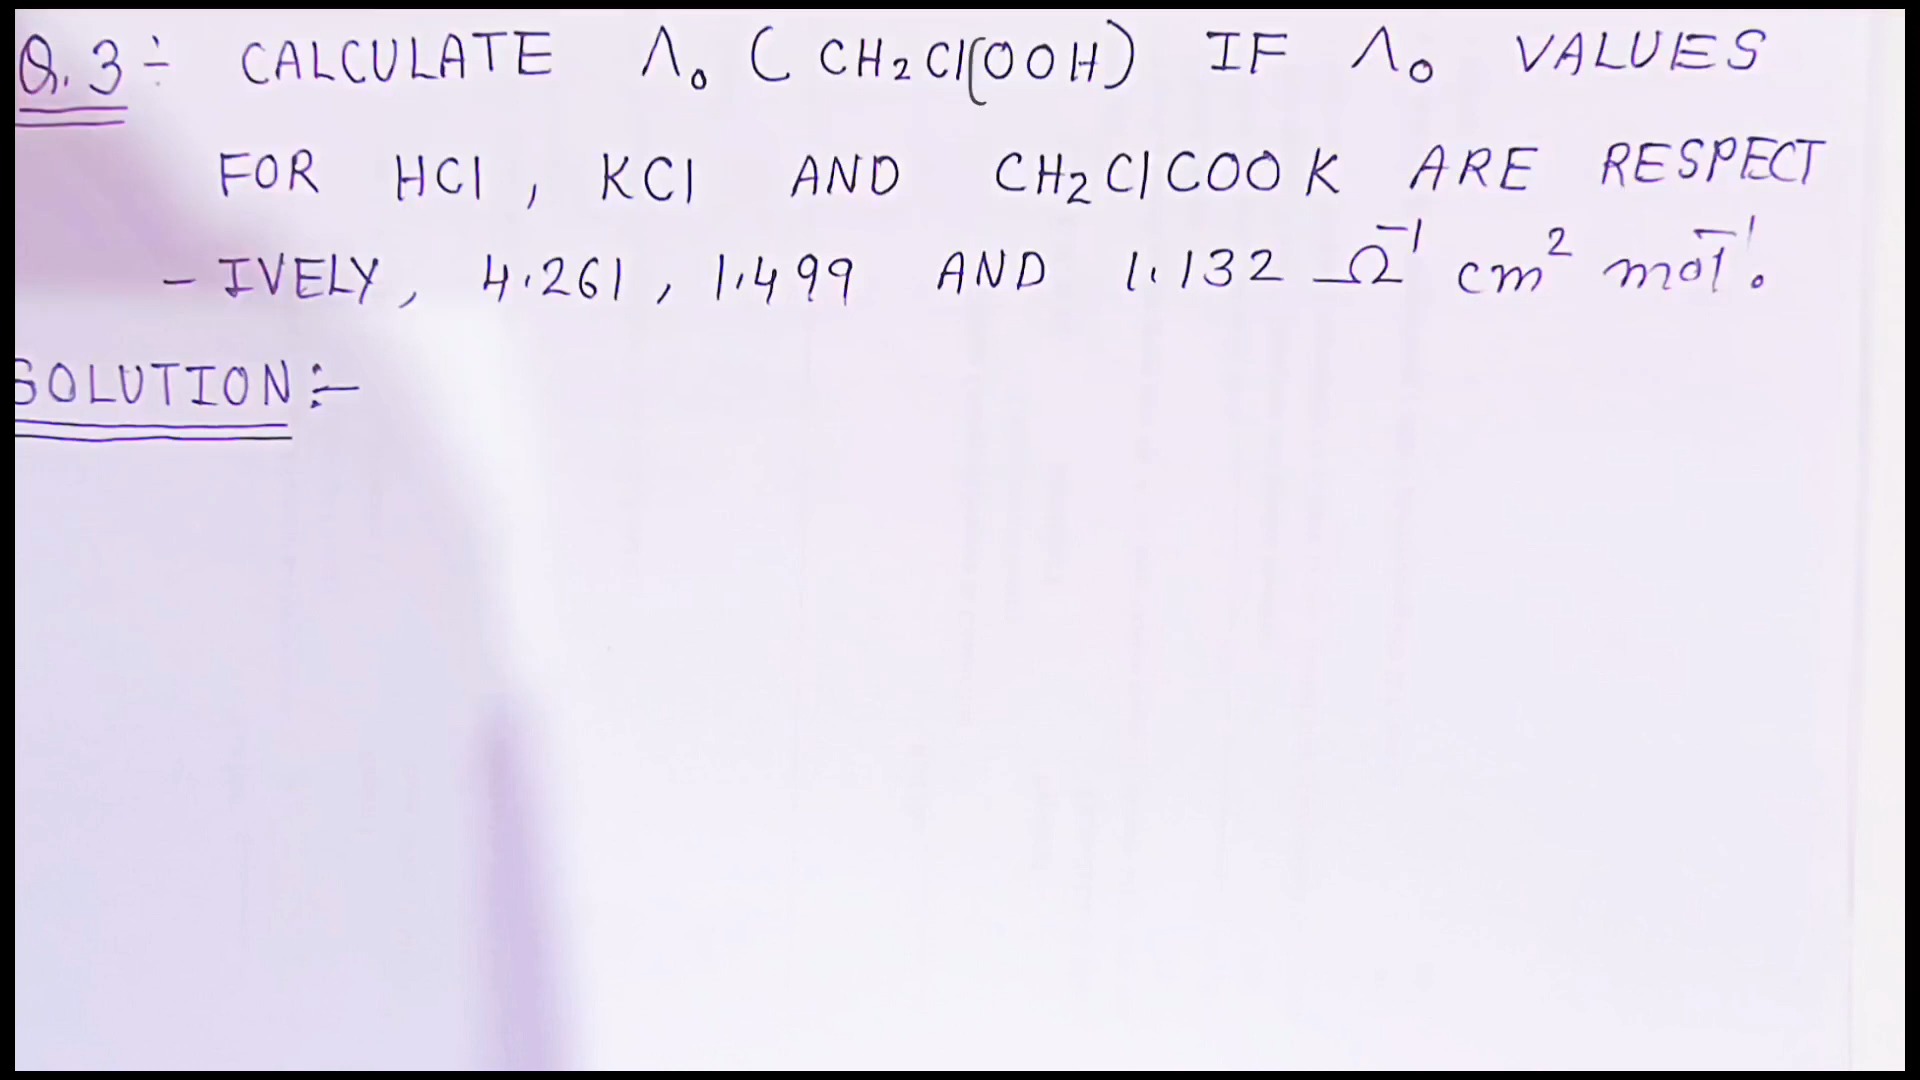 Q.3 :- CALCULATE Λ₀ (CH₂ClCOOH) IF Λ₀ VALUES
FOR HCl, KCl AND CH₂ClCOOK ARE RESPECT
- IVELY, 4.261, 1.499 AND 1.132 Ω⁻¹ cm² mol⁻¹.
SOLUTION :-